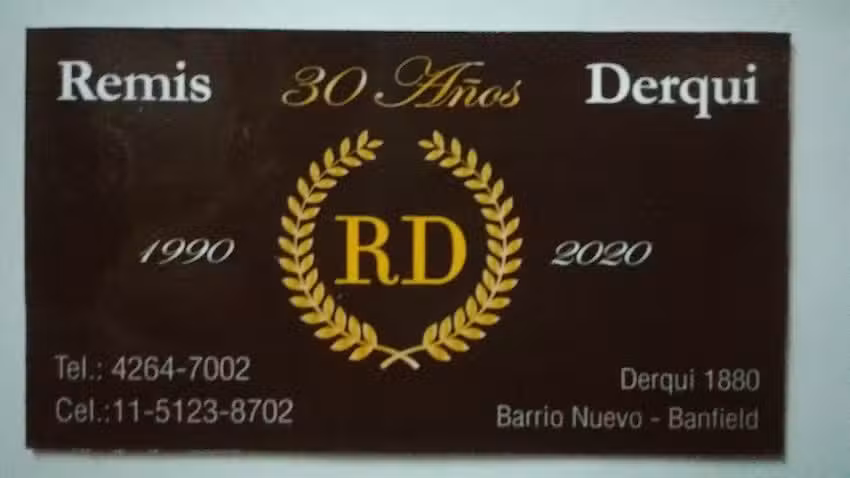 Remis 30 Años Derqui
1990 RD 2020
Tel.: 4264-7002
Cel.:11-5123-8702
Derqui 1880
Barrio Nuevo - Banfield